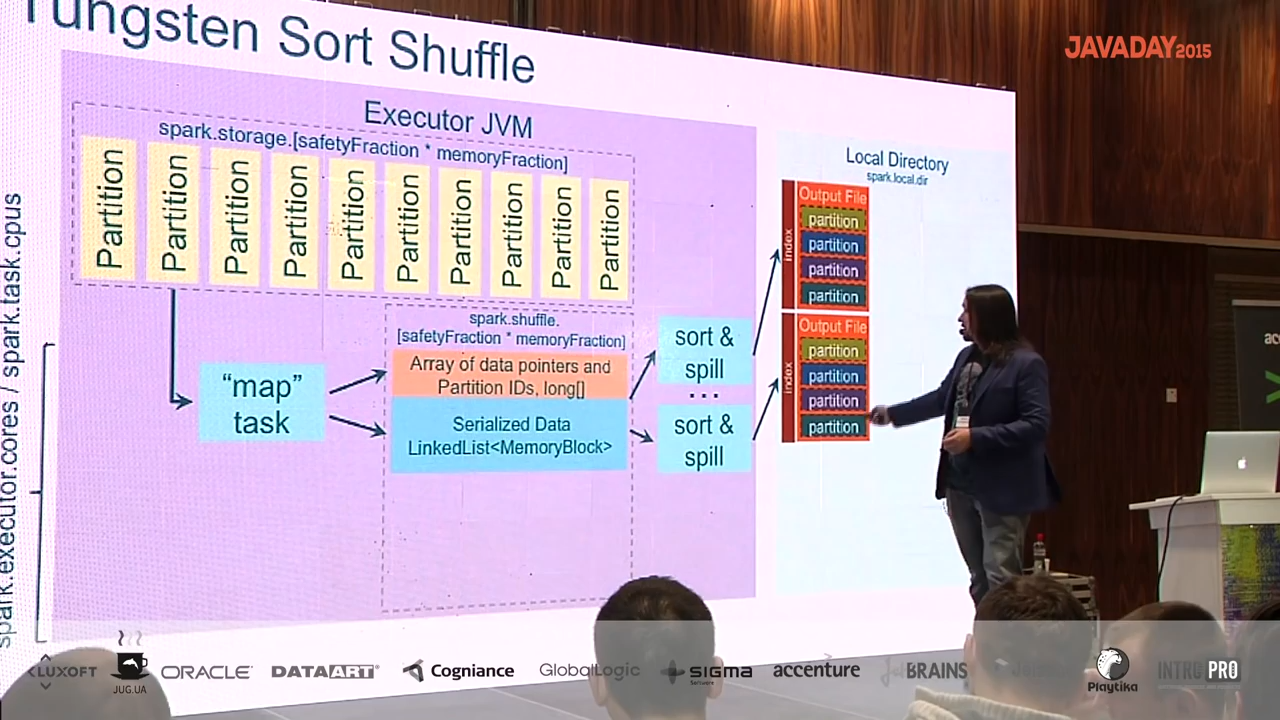 Tungsten Sort Shuffle
JAVADAY2015
Executor JVM
spark.storage.[safetyFraction * memoryFraction]
Partition
Partition
Partition
Partition
Partition
Partition
Partition
Partition
Partition
Partition
spark.executor.cores / spark.task.cpus
"map"
task
spark.shuffle.
[safetyFraction * memoryFraction]
Array of data pointers and
Partition IDs, long[]
Serialized Data
LinkedList<MemoryBlock>
sort &
spill
...
sort &
spill
Local Directory
spark.local.dir
index
Output File
partition
partition
partition
partition
index
Output File
partition
partition
partition
partition
LUXOFT
JUG.UA
ORACLE
DATAART
Cogniance
GlobalLogic
SIGMA
Software
accenture
BRAINS
Playtika
INTRO PRO